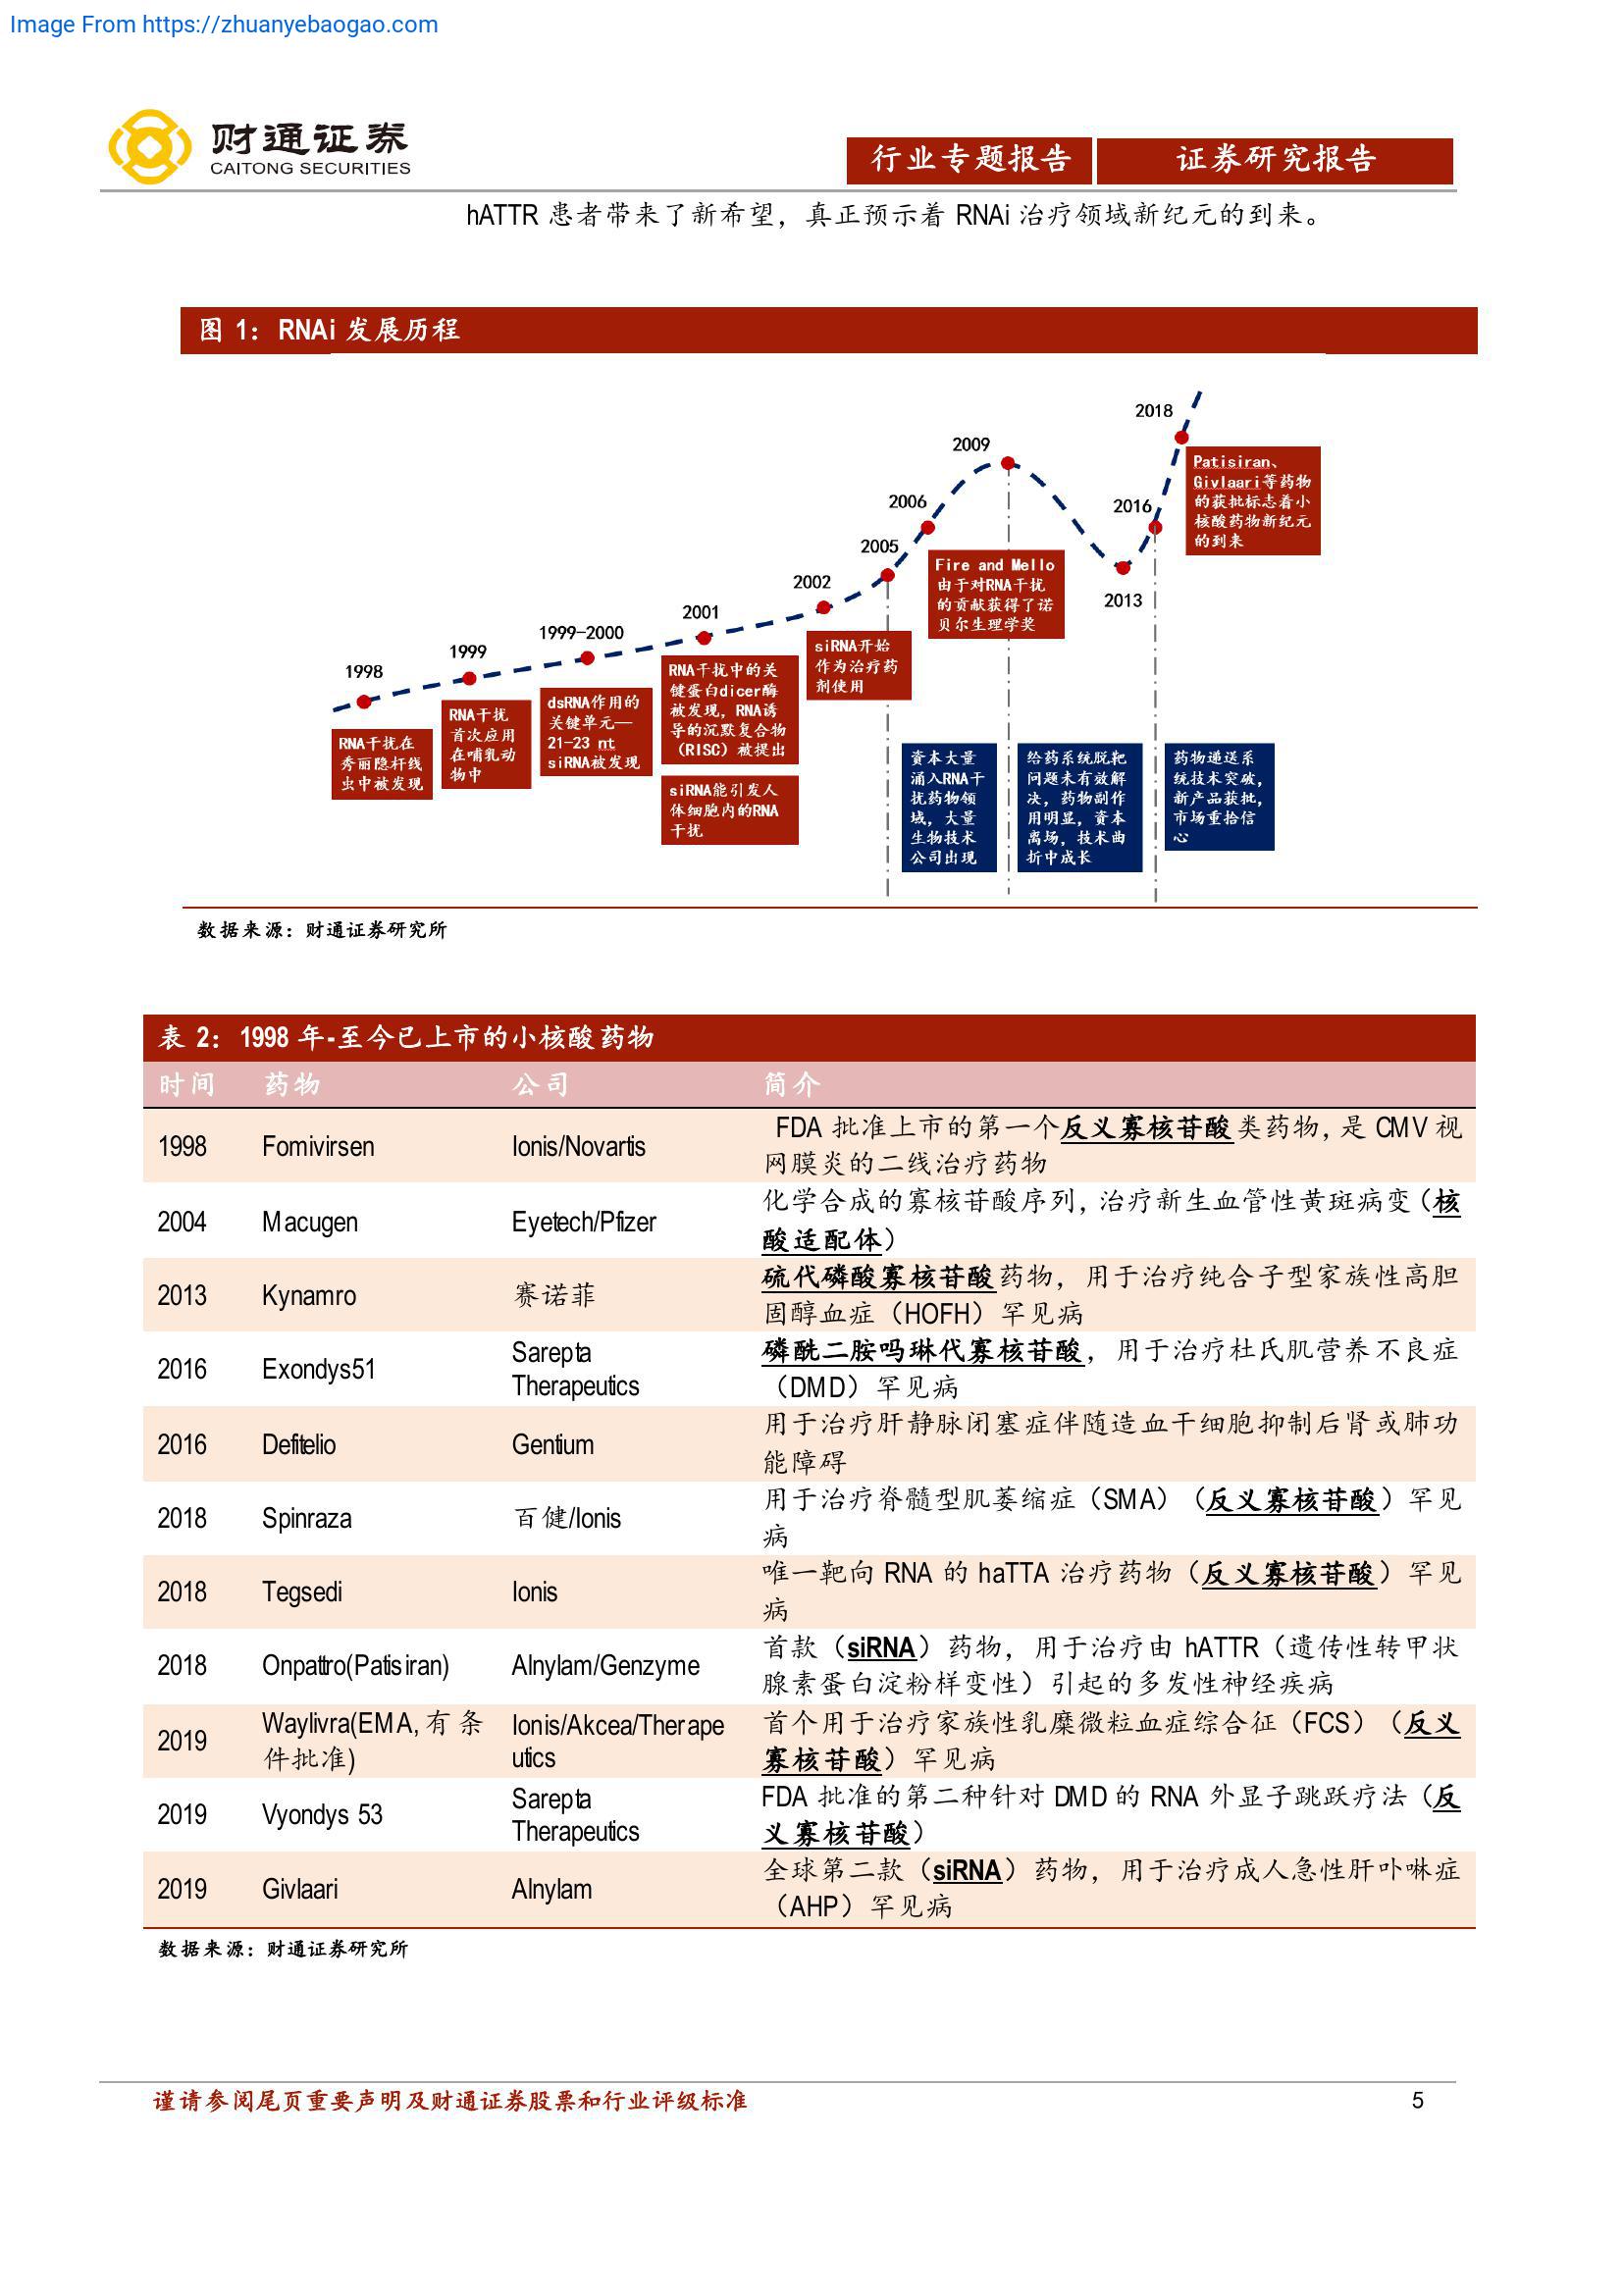 Image From https://zhuanyebaogao.com
财通证券
CAITONG SECURITIES
行业专题报告
证券研究报告
hATTR 患者带来了新希望，真正预示着 RNAi 治疗领域新纪元的到来。
图 1：RNAi 发展历程
1998
RNA干扰在
秀丽隐杆线
虫中被发现
1999
RNA干扰
首次应用
在哺乳动
物中
1999-2000
dsRNA作用的
关键单元—
21-23 nt
siRNA被发现
2001
RNA干扰中的关
键蛋白dicer酶
被发现，RNA诱
导的沉默复合物
（RISC）被提出
siRNA能引发人
体细胞内的RNA
干扰
2002
siRNA开始
作为治疗药
剂使用
2005
2006
Fire and Mello
由于对RNA干扰
的贡献获得了诺
贝尔生理学奖
2009
2013
2016
2018
Patisiran、
Givlaari等药物
的获批标志着小
核酸药物新纪元
的到来
资本大量
涌入RNA干
扰药物领
域，大量
生物技术
公司出现
给药系统脱靶
问题未有效解
决，药物副作
用明显，资本
离场，技术曲
折中成长
药物递送系
统技术突破，
新产品获批，
市场重拾信
心
数据来源：财通证券研究所
表 2：1998 年-至今已上市的小核酸药物
时间 药物 公司 简介
1998 Fomivirsen Ionis/Novartis FDA 批准上市的第一个反义寡核苷酸类药物，是 CMV 视
网膜炎的二线治疗药物
2004 Macugen Eyetech/Pfizer 化学合成的寡核苷酸序列，治疗新生血管性黄斑病变（核
酸适配体）
2013 Kynamro 赛诺菲 硫代磷酸寡核苷酸药物，用于治疗纯合子型家族性高胆
固醇血症（HOFH）罕见病
2016 Exondys51 Sarepta 磷酰二胺吗琳代寡核苷酸，用于治疗杜氏肌营养不良症
Therapeutics （DMD）罕见病
2016 Defitelio Gentium 用于治疗肝静脉闭塞症伴随造血干细胞抑制后肾或肺功
能障碍
2018 Spinraza 百健/Ionis 用于治疗脊髓型肌萎缩症（SMA）（反义寡核苷酸）罕见
病
2018 Tegsedi Ionis 唯一靶向 RNA 的 haTTA 治疗药物（反义寡核苷酸）罕见
病
2018 Onpattro(Patisiran) Alnylam/Genzyme 首款（siRNA）药物，用于治疗由 hATTR（遗传性转甲状
腺素蛋白淀粉样变性）引起的多发性神经疾病
2019 Waylivra(EMA,有条 Ionis/Akcea/Therape 首个用于治疗家族性乳糜微粒血症综合征（FCS）（反义
件批准) utics 寡核苷酸）罕见病
2019 Vyondys 53 Sarepta FDA 批准的第二种针对 DMD 的 RNA 外显子跳跃疗法（反
Therapeutics 义寡核苷酸）
2019 Givlaari Alnylam 全球第二款（siRNA）药物，用于治疗成人急性肝卟啉症
（AHP）罕见病
数据来源：财通证券研究所
谨请参阅尾页重要声明及财通证券股票和行业评级标准
5